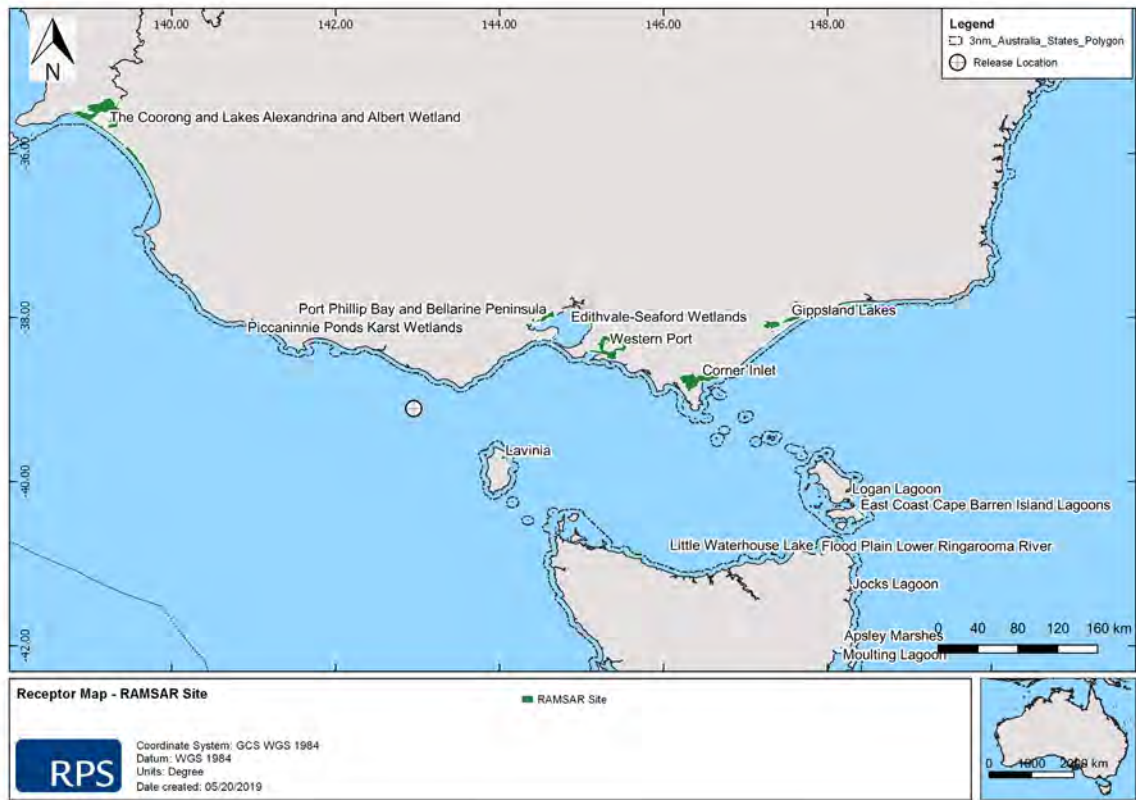 140.00 142.00 144.00 146.00 148.00
Legend
3nm_Australia_States_Polygon
Release Location
N
The Coorong and Lakes Alexandrina and Albert Wetland
-36.00
-38.00
Port Phillip Bay and Bellarine Peninsula
Edithvale-Seaford Wetlands
Gippsland Lakes
Piccaninnie Ponds Karst Wetlands
Western Port
Corner Inlet
Lavinia
-40.00
Logan Lagoon
East Coast Cape Barren Island Lagoons
Little Waterhouse Lake
Flood Plain Lower Ringarooma River
Jocks Lagoon
Apsley Marshes
Moulting Lagoon
0 40 80 120 160 km
-42.00
Receptor Map - RAMSAR Site
RAMSAR Site
RPS
Coordinate System: GCS WGS 1984
Datum: WGS 1984
Units: Degree
Date created: 05/20/2019
0 1000 2000 km